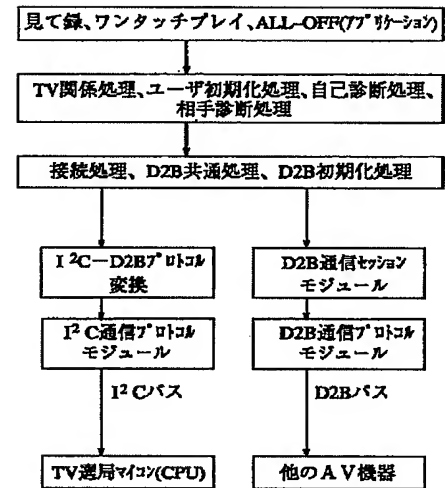 見て録、ワンタッチプレイ、ALL-OFF(ｱﾌﾟﾘｹｰｼｮﾝ)
TV関係処理、ユーザ初期化処理、自己診断処理、
相手診断処理
接続処理、D2B共通処理、D2B初期化処理
I²C－D2Bﾌﾟﾛﾄｺﾙ
変換
D2B通信ｾｯｼｮﾝ
モジュール
I²C通信ﾌﾟﾛﾄｺﾙ
モジュール
D2B通信ﾌﾟﾛﾄｺﾙ
モジュール
I²Cバス
D2Bバス
TV選局ﾏｲｺﾝ(CPU)
他のＡＶ機器